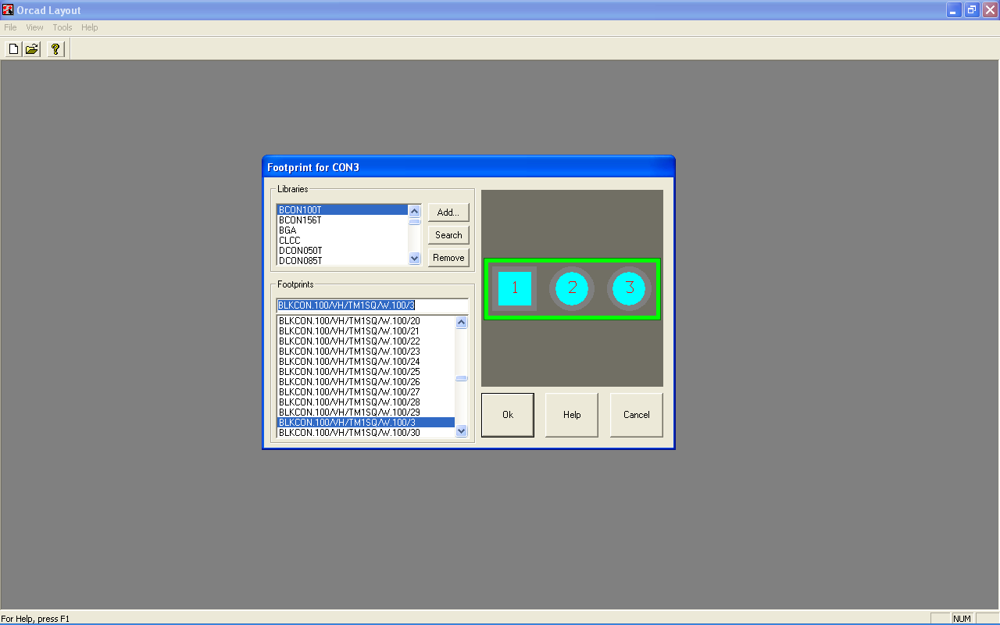 Orcad Layout
File View Tools Help
Footprint for CON3
Libraries
BCON100T
BCON156T
BGA
CLCC
DCON050T
DCON085T
Add...
Search
Remove
Footprints
BLKCON.100/VH/TM1SQ/W.100/3
BLKCON.100/VH/TM1SQ/W.100/20
BLKCON.100/VH/TM1SQ/W.100/21
BLKCON.100/VH/TM1SQ/W.100/22
BLKCON.100/VH/TM1SQ/W.100/23
BLKCON.100/VH/TM1SQ/W.100/24
BLKCON.100/VH/TM1SQ/W.100/25
BLKCON.100/VH/TM1SQ/W.100/26
BLKCON.100/VH/TM1SQ/W.100/27
BLKCON.100/VH/TM1SQ/W.100/28
BLKCON.100/VH/TM1SQ/W.100/29
BLKCON.100/VH/TM1SQ/W.100/3
BLKCON.100/VH/TM1SQ/W.100/30
1 2 3
Ok Help Cancel
For Help, press F1
NUM